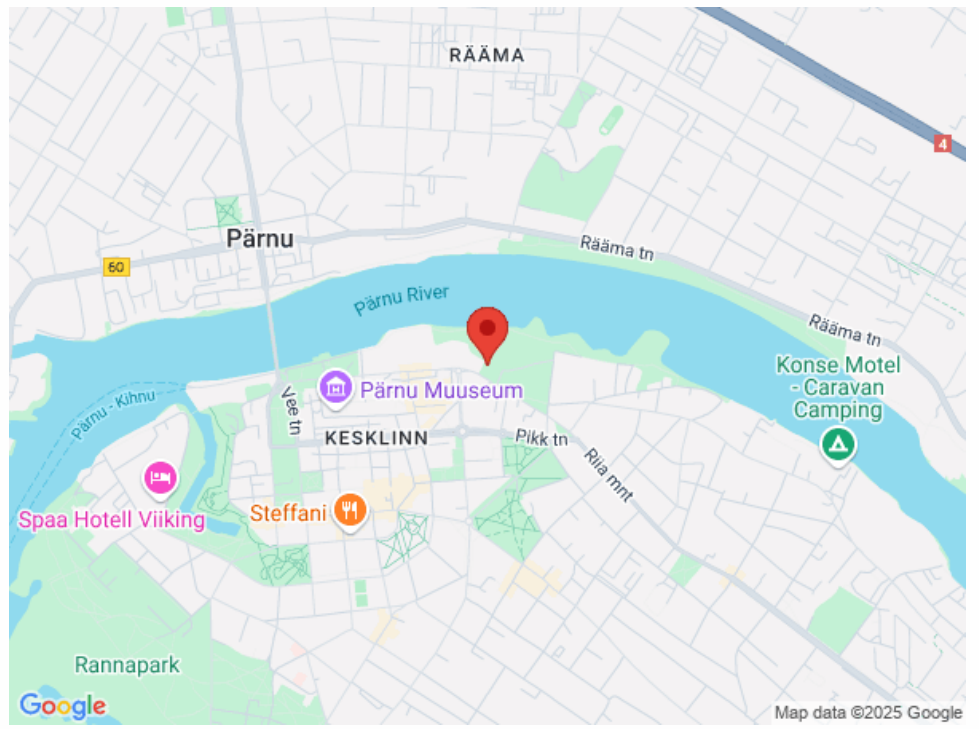 RÄÄMA
4
Pärnu
Rääma tn
60
Pärnu River
Rääma tn
Konse Motel
- Caravan
Camping
Pärnu Muuseum
Pärnu - Kihnu
Vee tn
KESKLINN
Pikk tn
Riia mnt
Steffani
Spaa Hotell Viiking
Rannapark
Google
Map data ©2025 Google